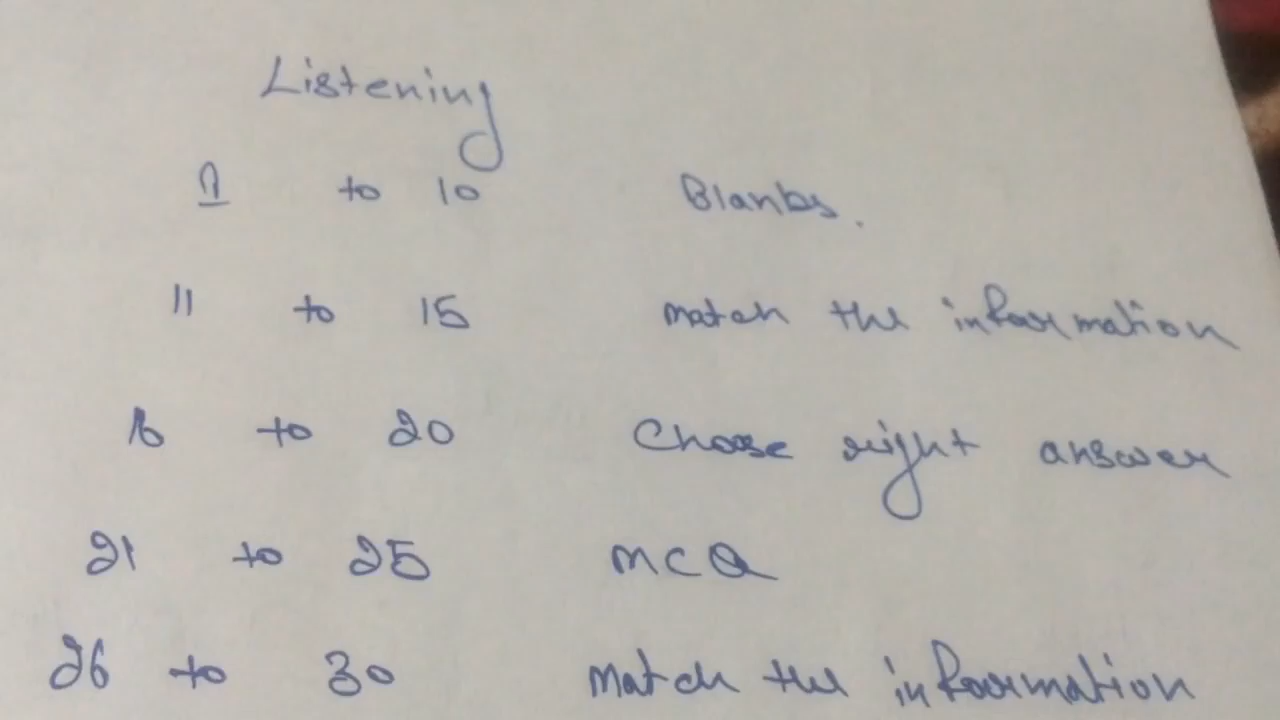 Listening
1 to 10 Blanks.
11 to 15 match the information
16 to 20 Choose right answer
21 to 25 MCQ
26 to 30 Match the information